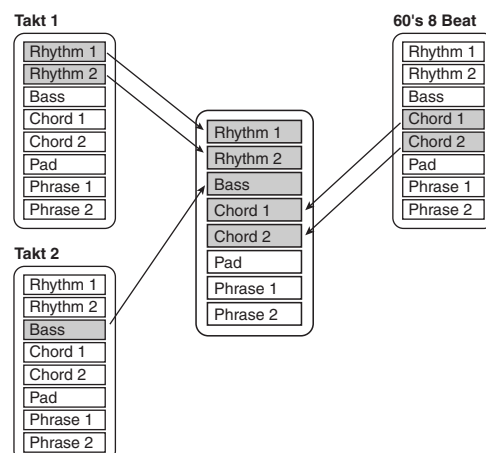 Takt 1
Rhythm 1
Rhythm 2
Bass
Chord 1
Chord 2
Pad
Phrase 1
Phrase 2
Takt 2
Rhythm 1
Rhythm 2
Bass
Chord 1
Chord 2
Pad
Phrase 1
Phrase 2
Rhythm 1
Rhythm 2
Bass
Chord 1
Chord 2
Pad
Phrase 1
Phrase 2
60's 8 Beat
Rhythm 1
Rhythm 2
Bass
Chord 1
Chord 2
Pad
Phrase 1
Phrase 2